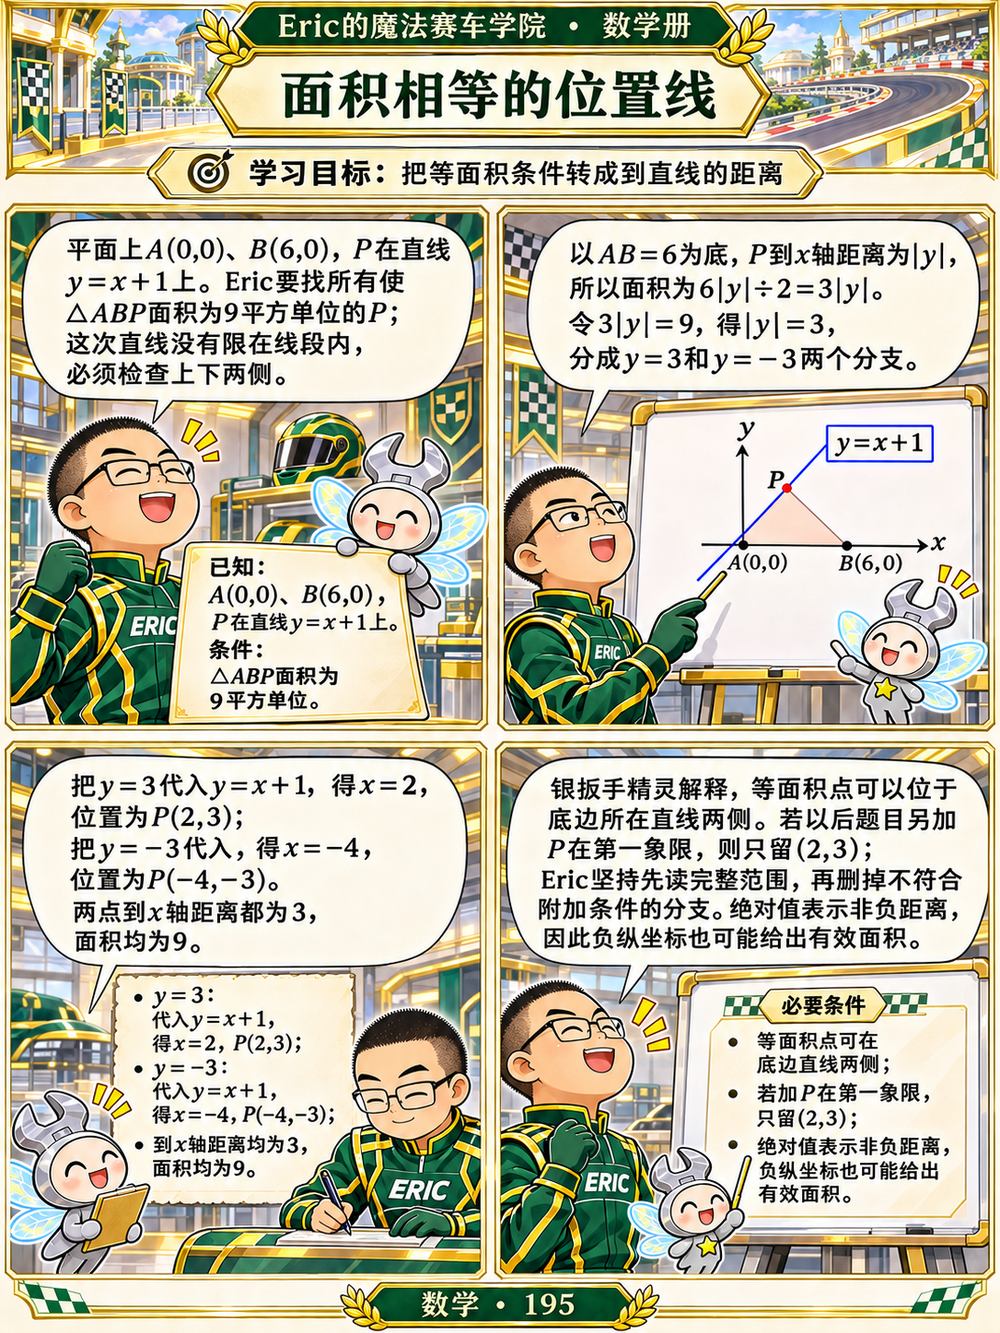 Eric的魔法赛车学院 • 数学册
面积相等的位置线
学习目标：把等面积条件转成到直线的距离
平面上A(0,0)、B(6,0)，P在直线
y=x+1上。Eric要找所有使
△ABP面积为9平方单位的P；
这次直线没有限在线段内，
必须检查上下两侧。
已知：
A(0,0)、B(6,0)，
P在直线y=x+1上。
条件：
△ABP面积为
9平方单位。
ERIC
以AB=6为底，P到x轴距离为|y|，
所以面积为6|y|÷2=3|y|。
令3|y|=9，得|y|=3，
分成y=3和y=−3两个分支。
y
y=x+1
P
x
A(0,0)
B(6,0)
ERIC
把y=3代入y=x+1，得x=2，
位置为P(2,3)；
把y=−3代入，得x=−4，
位置为P(−4,−3)。
两点到x轴距离都为3，
面积均为9。
• y=3：
代入y=x+1，
得x=2，P(2,3)；
• y=−3：
代入y=x+1，
得x=−4，P(−4,−3)；
• 到x轴距离均为3，
面积均为9。
ERIC
银扳手精灵解释，等面积点可以位于
底边所在直线两侧。若以后题目另加
P在第一象限，则只留(2,3)；
Eric坚持先读完整范围，再删掉不符合
附加条件的分支。绝对值表示非负距离，
因此负纵坐标也可能给出有效面积。
必要条件
• 等面积点可在
底边直线两侧；
• 若加P在第一象限，
只留(2,3)；
• 绝对值表示非负距离，
负纵坐标也可能给出
有效面积。
ERIC
数学 • 195